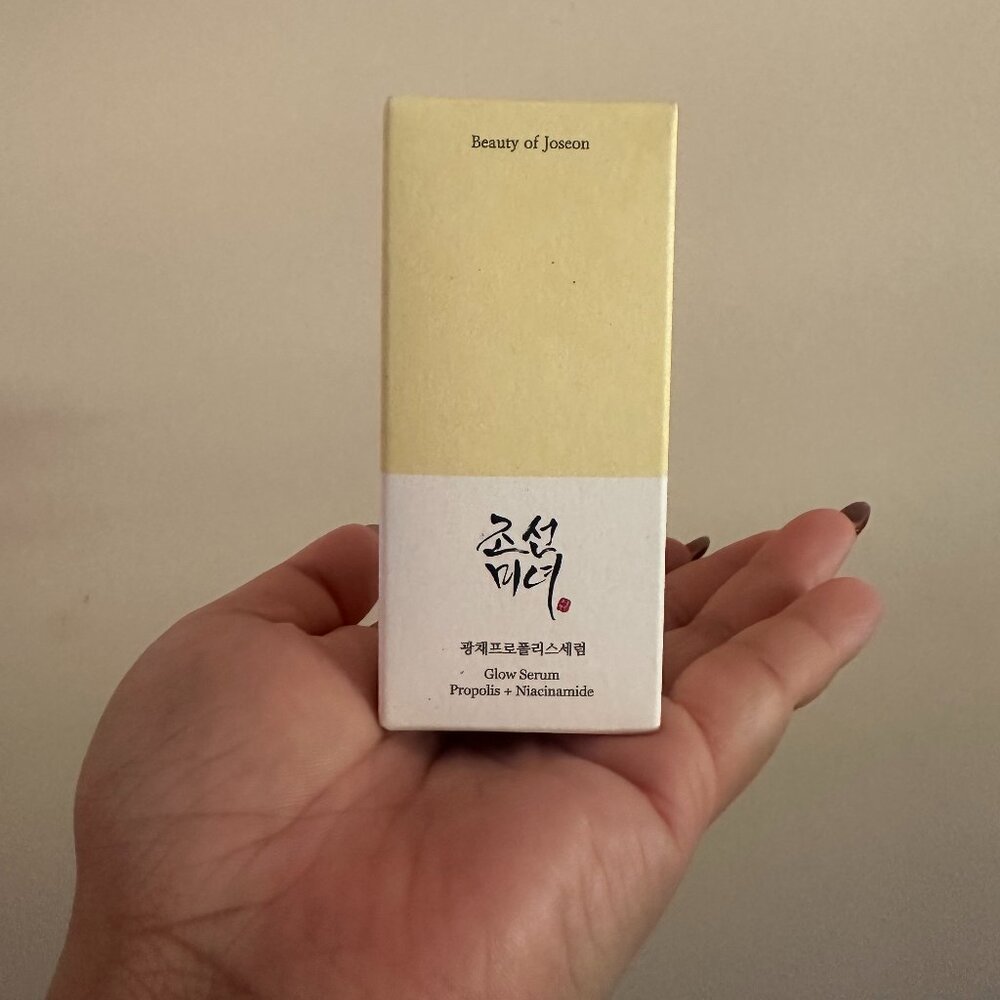 Beauty of Joseon
조선
미녀
광채프로폴리스세럼
Glow Serum
Propolis + Niacinamide